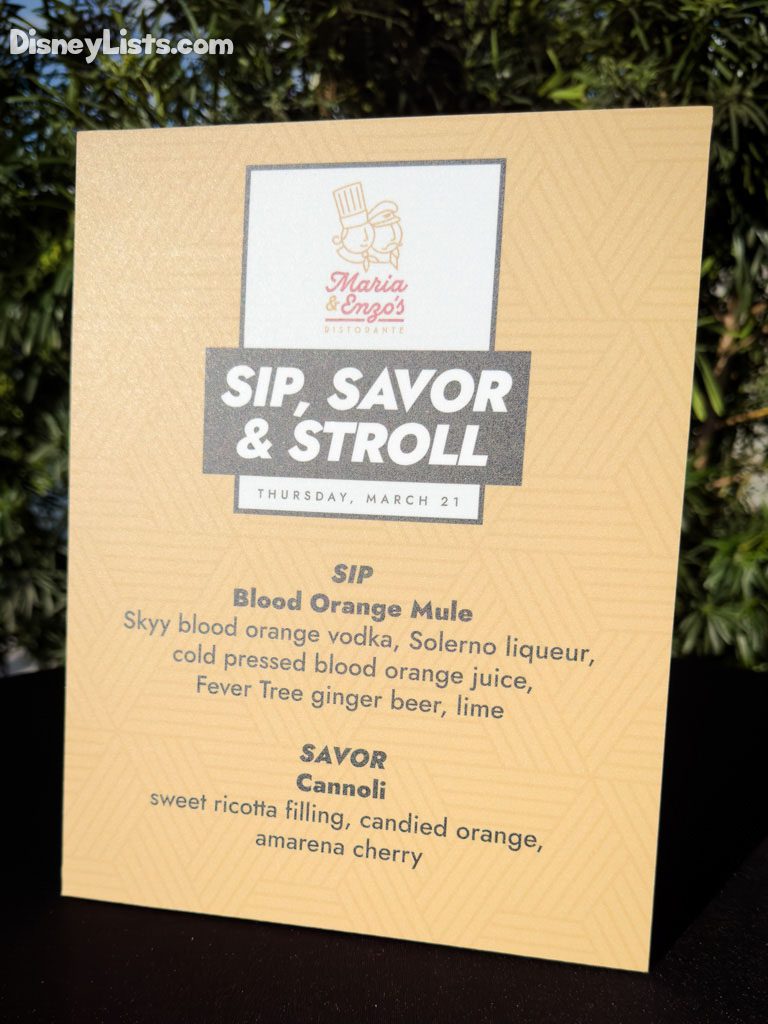 DisneyLists.com
Maria
& Enzo's
RISTORANTE
SIP, SAVOR
& STROLL
THURSDAY, MARCH 21
SIP
Blood Orange Mule
Skyy blood orange vodka, Solerno liqueur,
cold pressed blood orange juice,
Fever Tree ginger beer, lime
SAVOR
Cannoli
sweet ricotta filling, candied orange,
amarena cherry